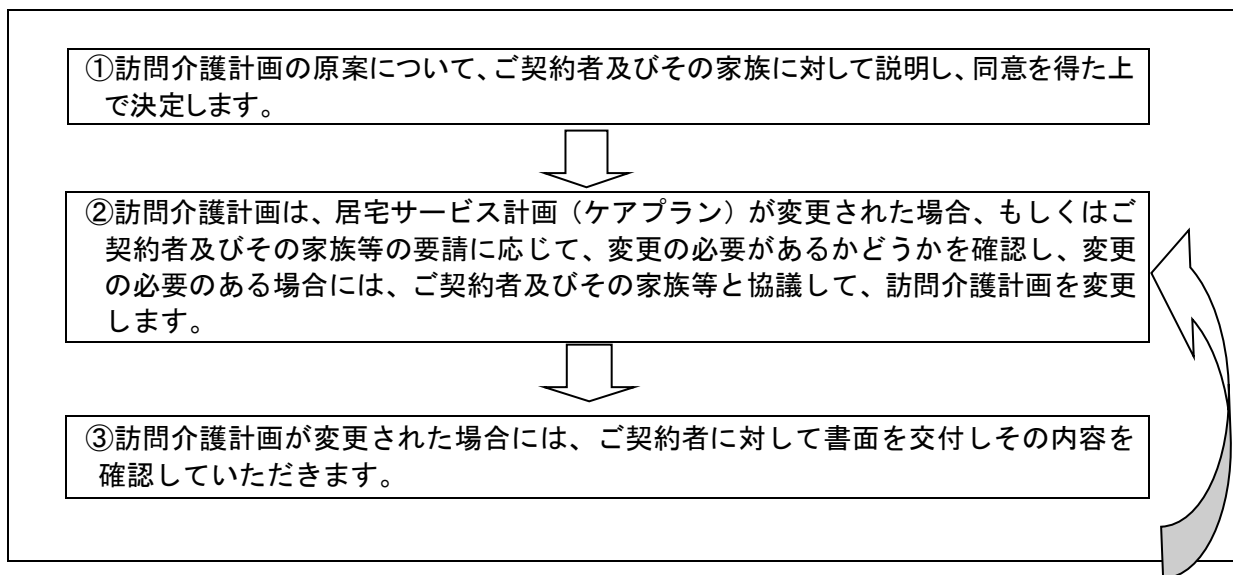 ①訪問介護計画の原案について、ご契約者及びその家族に対して説明し、同意を得た上
で決定します。
②訪問介護計画は、居宅サービス計画（ケアプラン）が変更された場合、もしくはご
契約者及びその家族等の要請に応じて、変更の必要があるかどうかを確認し、変更
の必要のある場合には、ご契約者及びその家族等と協議して、訪問介護計画を変更
します。
③訪問介護計画が変更された場合には、ご契約者に対して書面を交付しその内容を
確認していただきます。